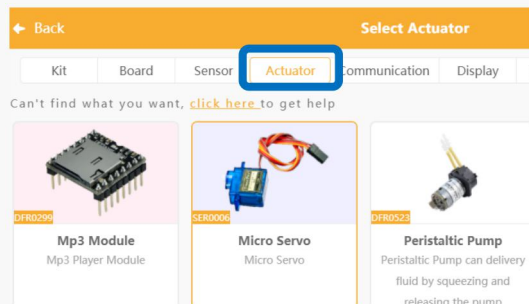 Back
Select Actuator
Kit Board Sensor Actuator Communication Display
Can't find what you want, click here to get help
DFR0299 SER0006 DFR0523
Mp3 Module Micro Servo Peristaltic Pump
Mp3 Player Module Micro Servo Peristaltic Pump can delivery
fluid by squeezing and
releasing the pump